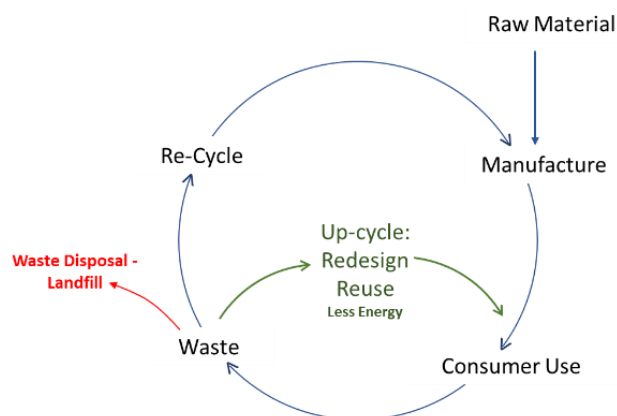 Raw Material
Re-Cycle
Manufacture
Up-cycle:
Redesign
Reuse
Less Energy
Waste Disposal -
Landfill
Waste
Consumer Use